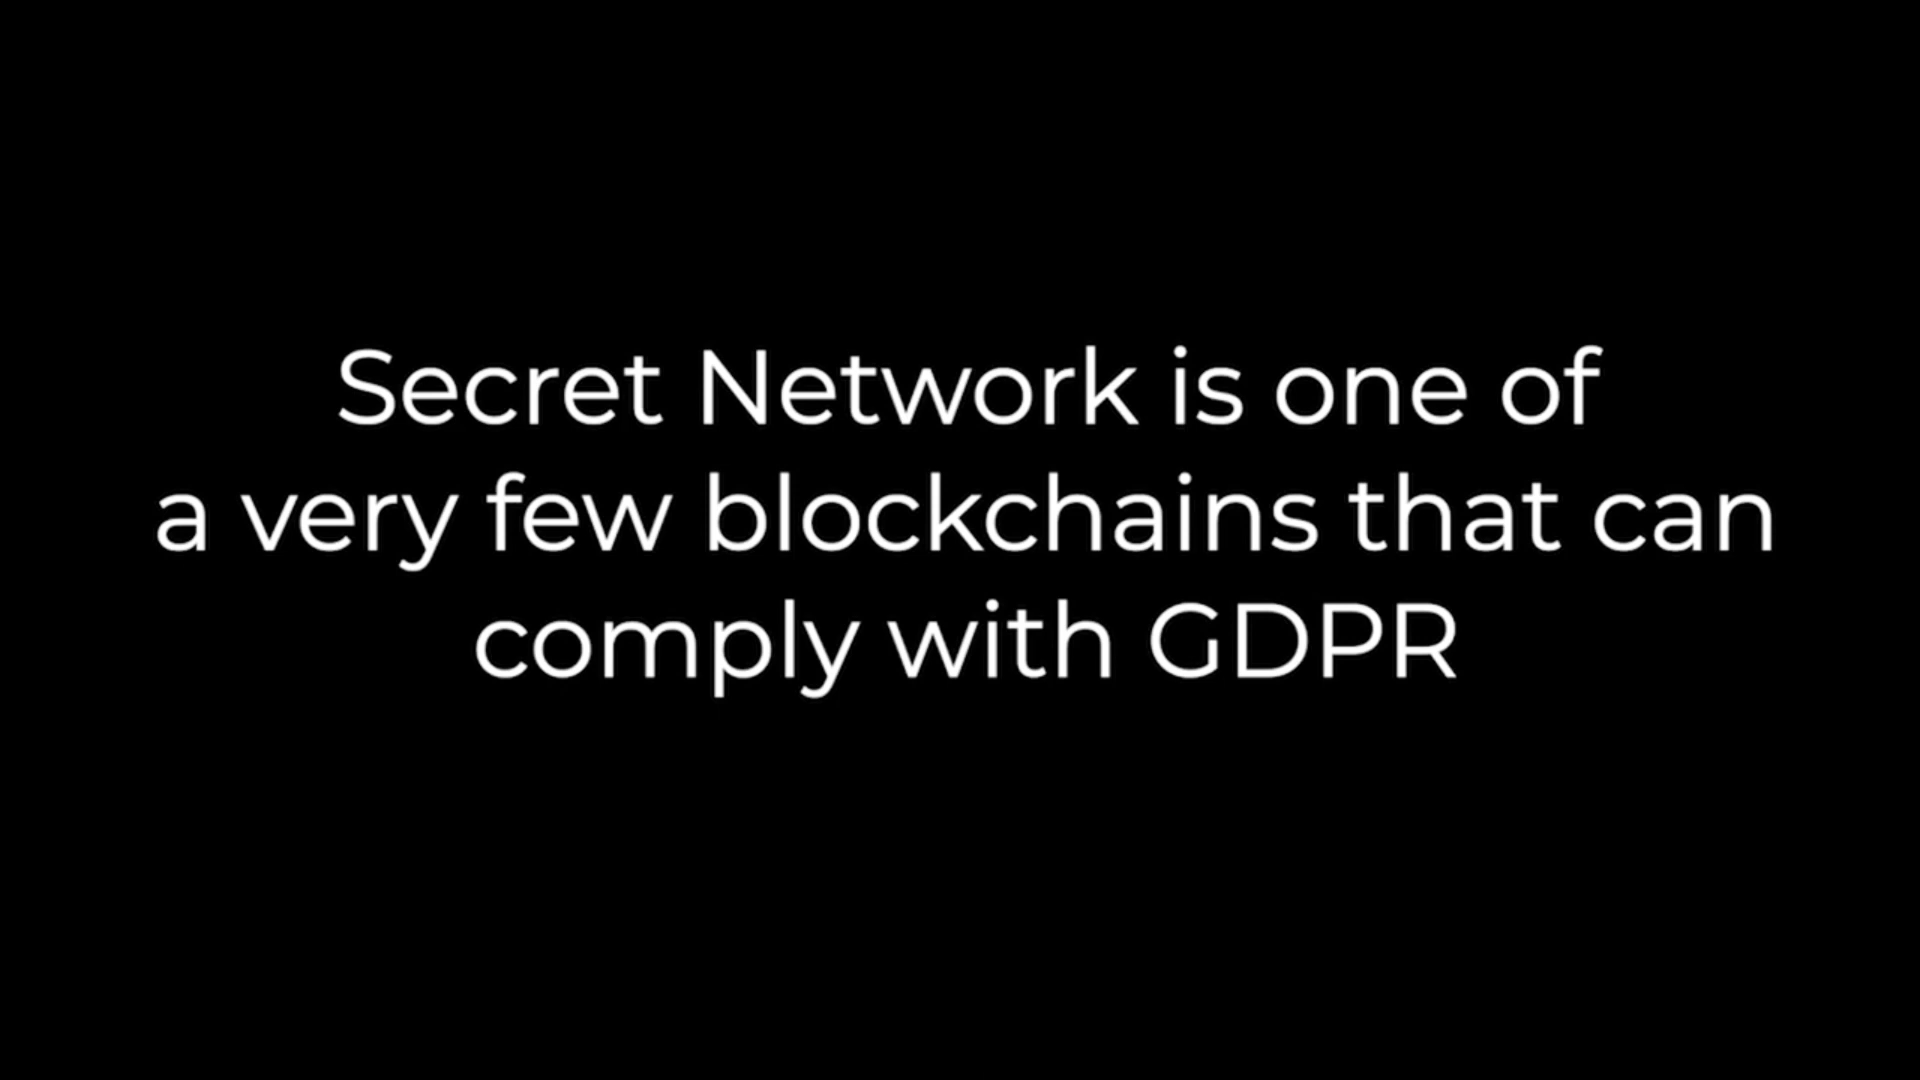 Secret Network is one of
a very few blockchains that can
comply with GDPR